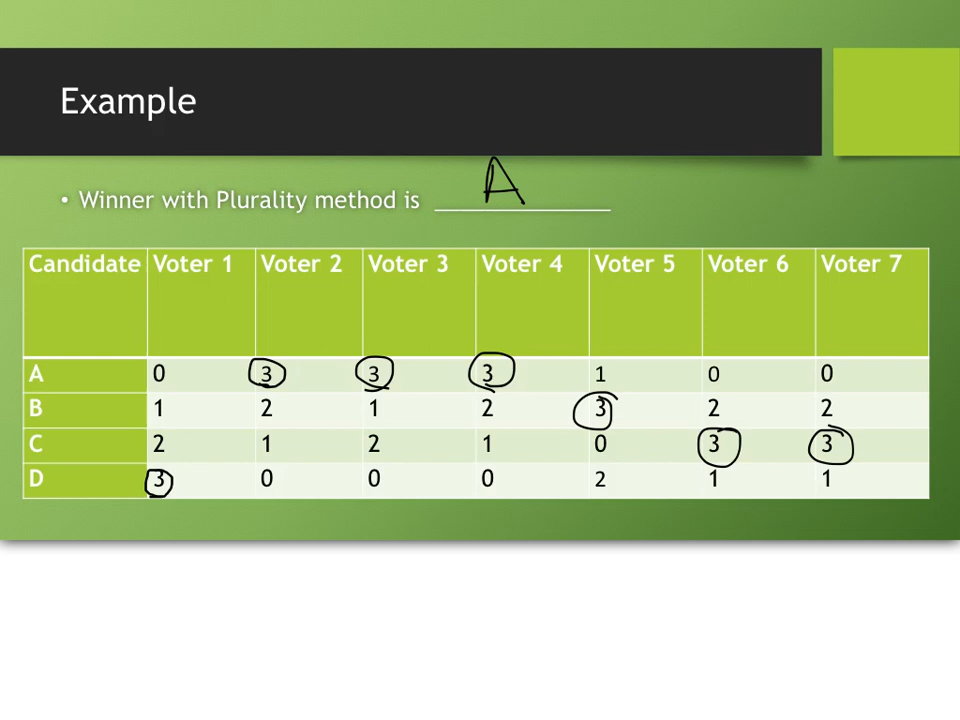 Example
• Winner with Plurality method is A
Candidate Voter 1 Voter 2 Voter 3 Voter 4 Voter 5 Voter 6 Voter 7
A 0 3 3 3 1 0 0
B 1 2 1 2 3 2 2
C 2 1 2 1 0 3 3
D 3 0 0 0 2 1 1